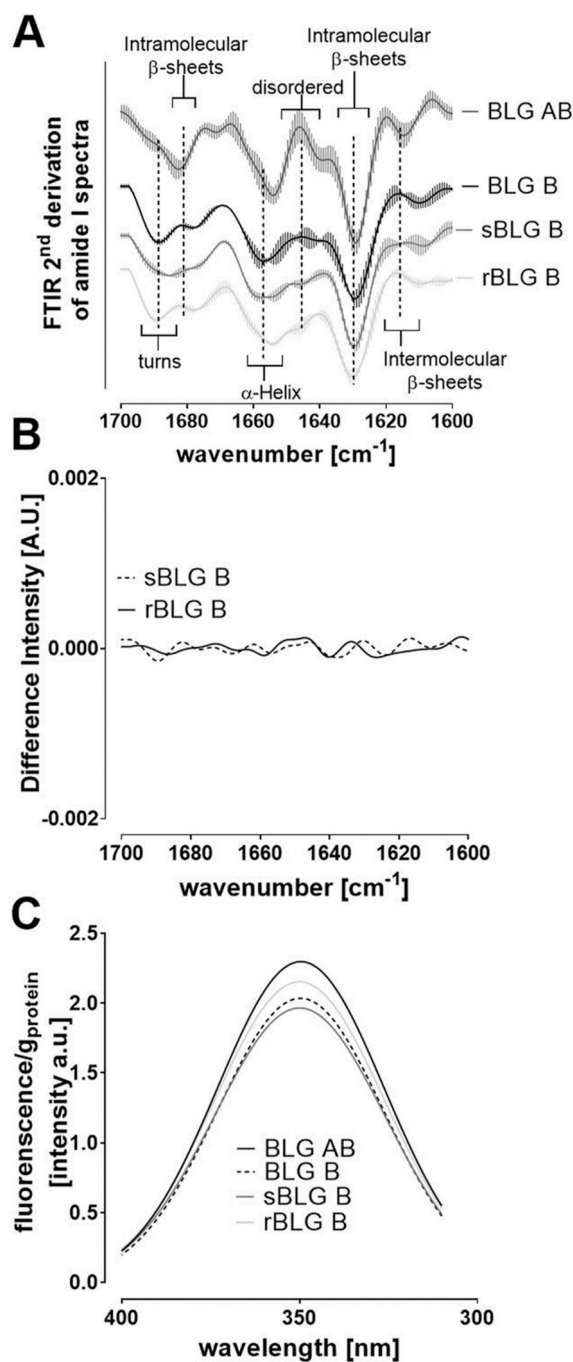 A
Intramolecular
β-sheets
disordered
Intramolecular
β-sheets
BLG AB
BLG B
sBLG B
rBLG B
FTIR 2nd derivation
of amide I spectra
turns
α-Helix
Intermolecular
β-sheets
1700 1680 1660 1640 1620 1600
wavenumber [cm-1]
B
0.002
0.000
-0.002
Difference Intensity [A.U.]
sBLG B
rBLG B
1700 1680 1660 1640 1620 1600
wavenumber [cm-1]
C
2.5
2.0
1.5
1.0
0.5
0.0
fluorenscence/gprotein
[intensity a.u.]
BLG AB
BLG B
sBLG B
rBLG B
400 350 300
wavelength [nm]